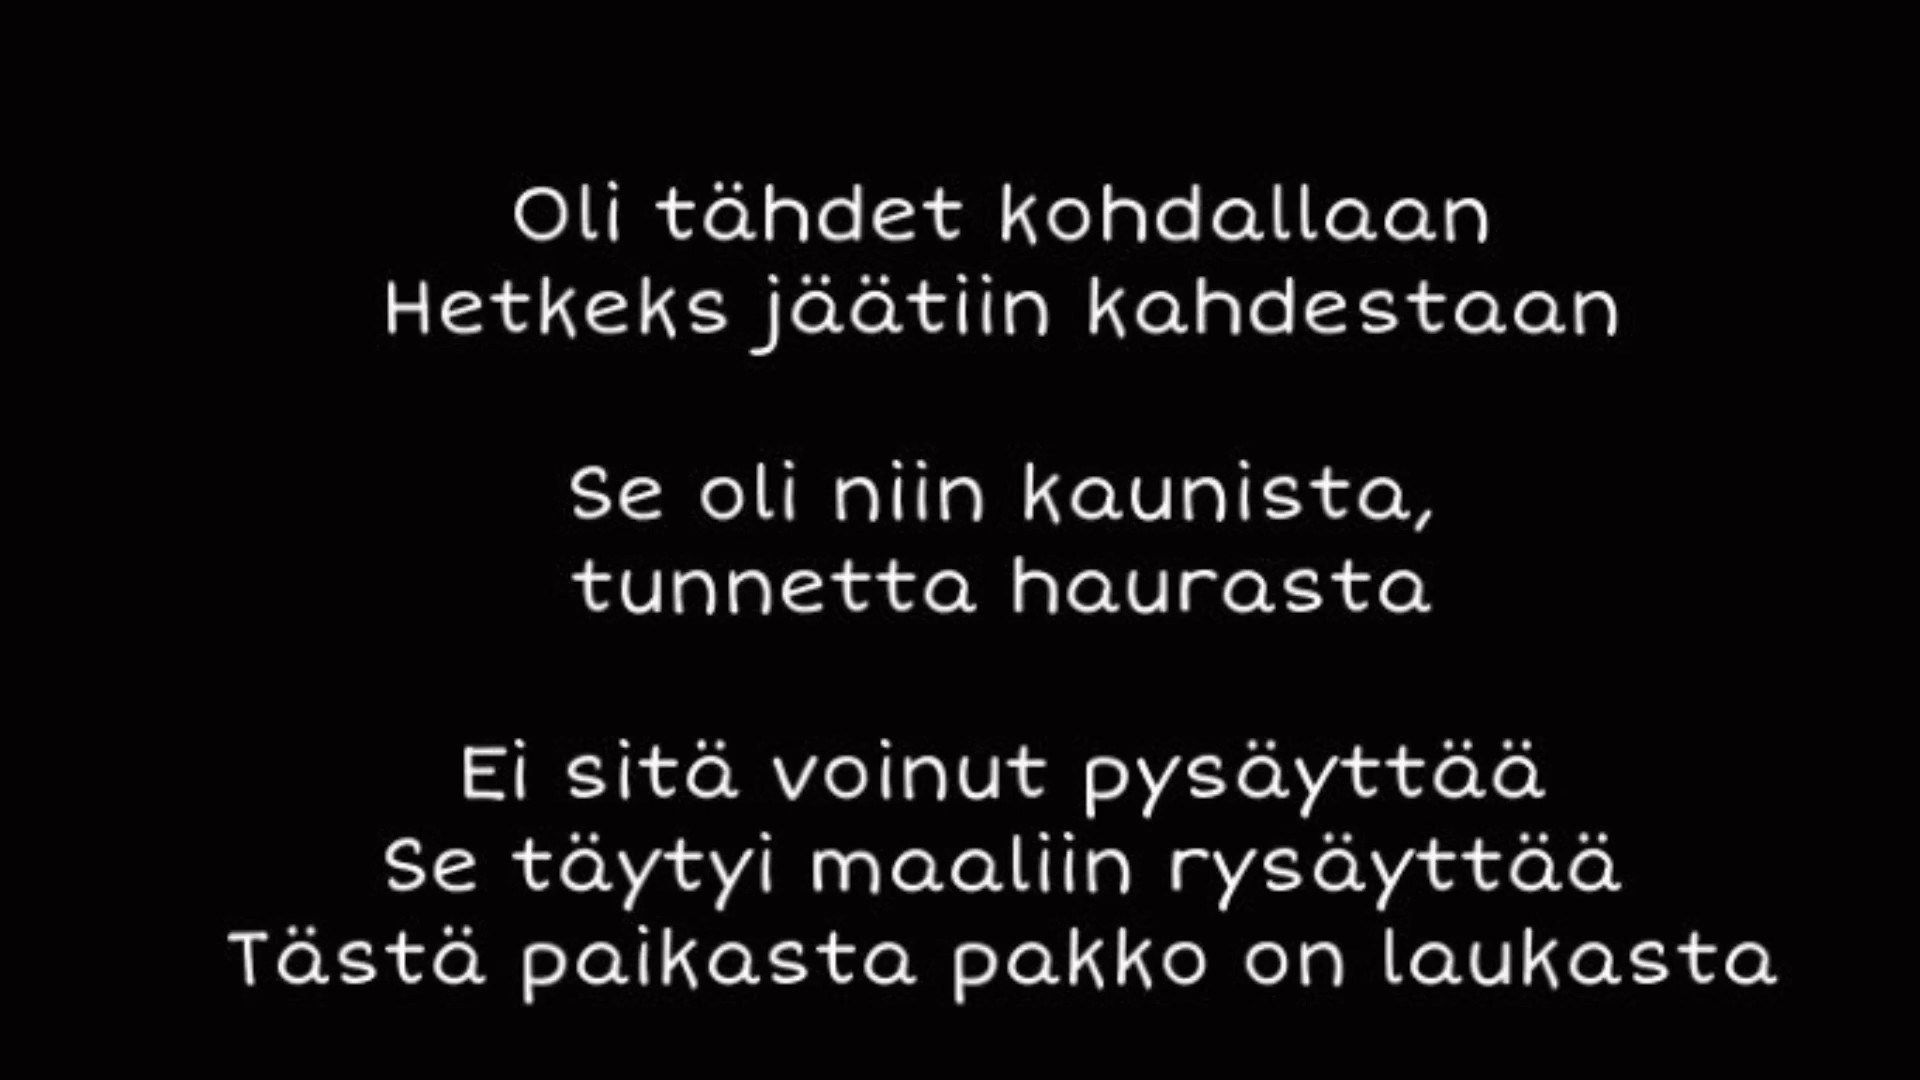 Oli tähdet kohdallaan
Hetkeks jäätiin kahdestaan
Se oli niin kaunista,
tunnetta haurasta
Ei sitä voinut pysäyttää
Se täytyi maaliin rysäyttää
Tästä paikasta pakko on laukasta